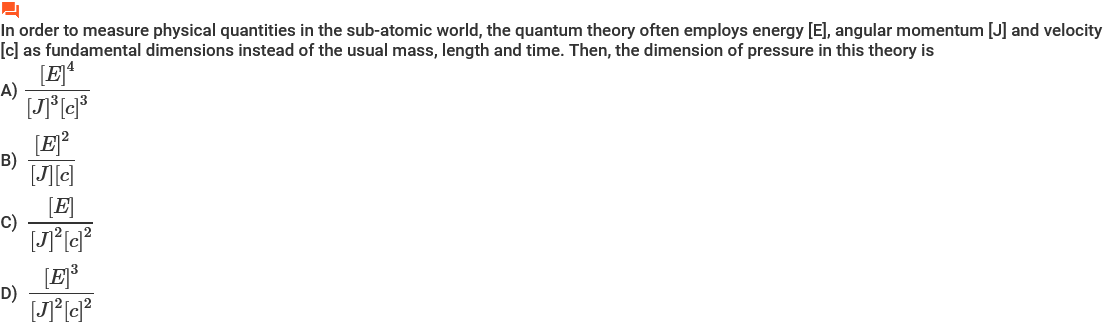 In order to measure physical quantities in the sub-atomic world, the quantum theory often employs energy [E], angular momentum [J] and velocity
[c] as fundamental dimensions instead of the usual mass, length and time. Then, the dimension of pressure in this theory is
A) \frac{[E]^4}{[J]^3[c]^3}
B) \frac{[E]^2}{[J][c]}
C) \frac{[E]}{[J]^2[c]^2}
D) \frac{[E]^3}{[J]^2[c]^2}